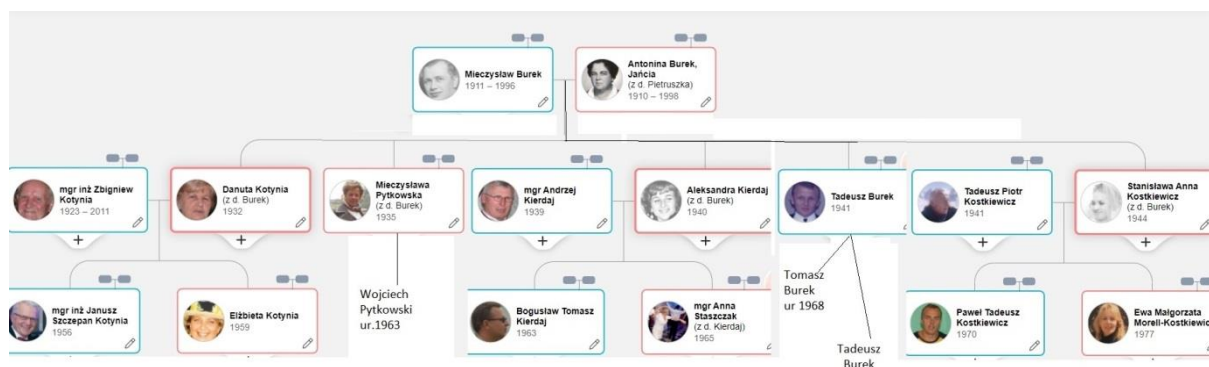 Mieczysław Burek
1911 – 1996
Antonina Burek,
Jańcia
(z d. Pietruszka)
1910 – 1998
mgr inż Zbigniew
Kotynia
1923 – 2011
Danuta Kotynia
(z d. Burek)
1932
Mieczysława
Pytkowska
(z d. Burek)
1935
mgr Andrzej
Kierdaj
1939
Aleksandra Kierdaj
(z d. Burek)
1940
Tadeusz Burek
1941
Tadeusz Piotr
Kostkiewicz
1941
Stanisława Anna
Kostkiewicz
(z d. Burek)
1944
mgr inż Janusz
Szczepan Kotynia
1956
Elżbieta Kotynia
1959
Wojciech
Pytkowski
ur.1963
Bogusław Tomasz
Kierdaj
1963
mgr Anna
Staszczak
(z d. Kierdaj)
1965
Tomasz
Burek
ur 1968
Tadeusz
Burek
Paweł Tadeusz
Kostkiewicz
1970
Ewa Małgorzata
Morell-Kostkiewicz
1977